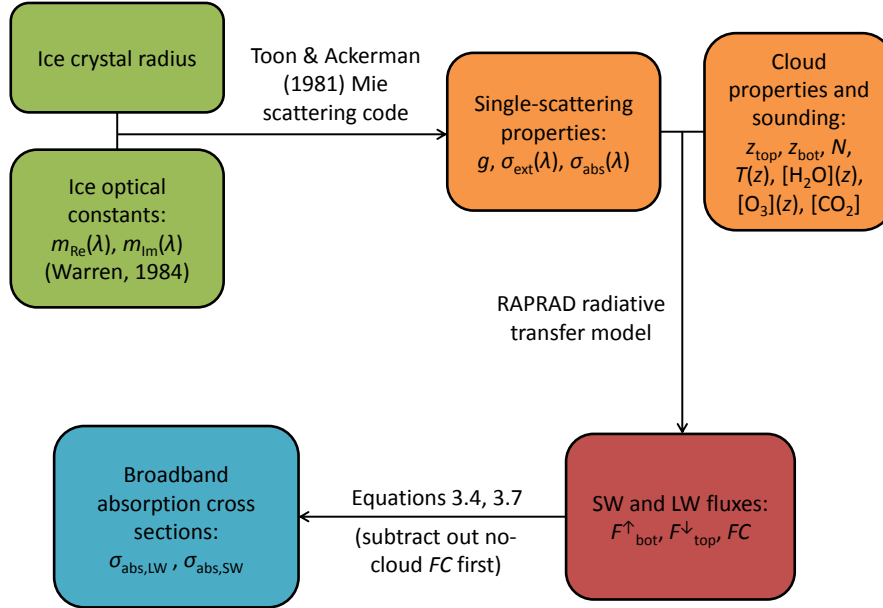 Ice crystal radius
Toon & Ackerman
(1981) Mie
scattering code
Single-scattering
properties:
g, σext(λ), σabs(λ)
Cloud
properties and
sounding:
ztop, zbot, N,
T(z), [H2O](z),
[O3](z), [CO2]
Ice optical
constants:
mRe(λ), mIm(λ)
(Warren, 1984)
RAPRAD radiative
transfer model
Broadband
absorption cross
sections:
σabs,LW , σabs,SW
Equations 3.4, 3.7
(subtract out no-
cloud FC first)
SW and LW fluxes:
F↑bot, F↓top, FC